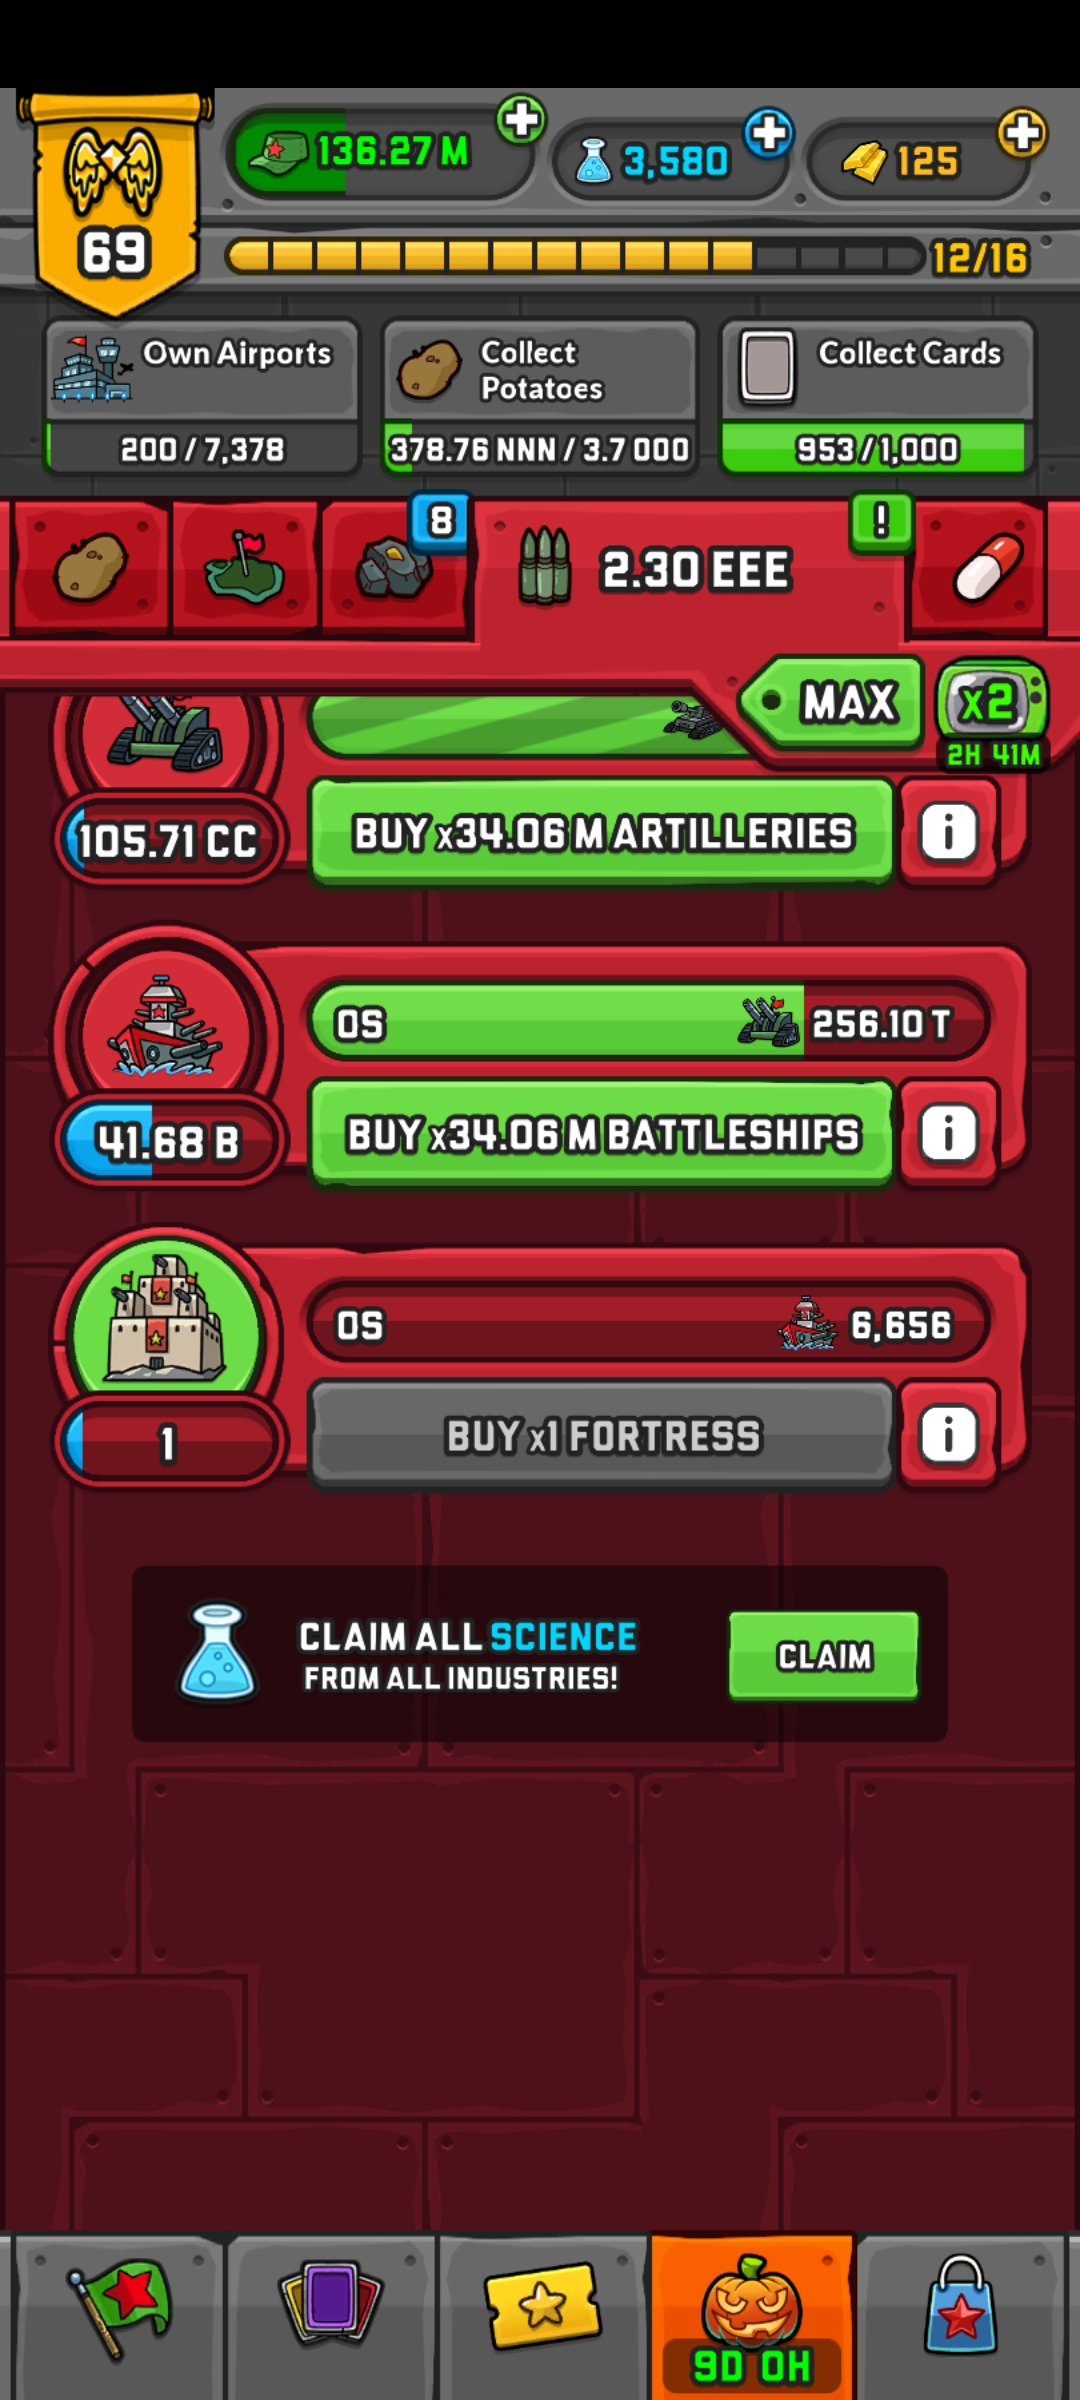 136.27 M
3,580
125
69
12/16
Own Airports
200 / 7,378
Collect
Potatoes
378.76 NNN / 3.7 OOO
Collect Cards
953 / 1,000
8
2.30 EEE
!
MAX
x2
2H 41M
105.71 CC
BUY x34.06 M ARTILLERIES
i
0S
256.10 T
41.68 B
BUY x34.06 M BATTLESHIPS
i
0S
6,656
1
BUY x1 FORTRESS
i
CLAIM ALL SCIENCE
FROM ALL INDUSTRIES!
CLAIM
9D 0H